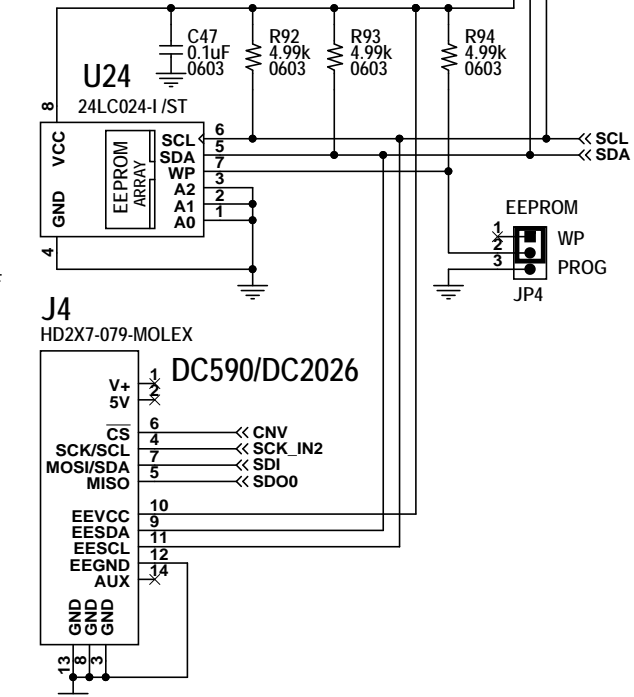 C47
0.1uF
0603
R92
4.99k
0603
R93
4.99k
0603
R94
4.99k
0603
U24
24LC024-I /ST
8
VCC
EEPROM
ARRAY
GND
4
SCL 6
SDA 5
WP 7
A2 3
A1 2
A0 1
SCL
SDA
EEPROM
1
2
3
WP
PROG
JP4
J4
HD2X7-079-MOLEX
DC590/DC2026
V+ 1
5V 2
CS 6 CNV
SCK/SCL 4 SCK_IN2
MOSI/SDA 7 SDI
MISO 5 SDO0
EEVCC 10
EESDA 9
EESCL 11
EEGND 12
AUX 14
GND
GND
GND
13
8
3